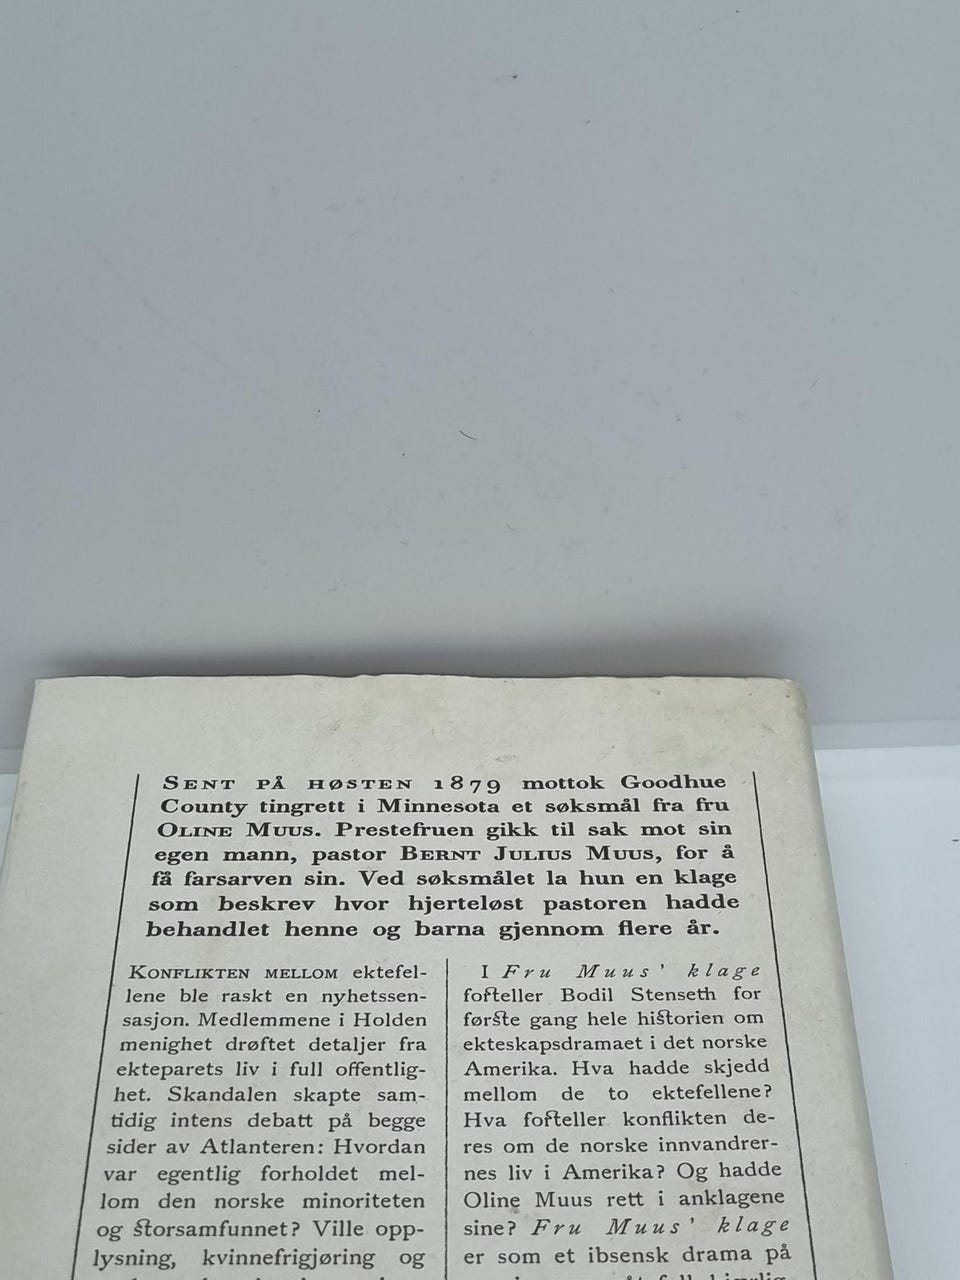 SENT PÅ HØSTEN 1879 mottok Goodhue
County tingrett i Minnesota et søksmål fra fru
OLINE MUUS. Prestefruen gikk til sak mot sin
egen mann, pastor BERNT JULIUS MUUS, for å
få farsarven sin. Ved søksmålet la hun en klage
som beskrev hvor hjerteløst pastoren hadde
behandlet henne og barna gjennom flere år.
KONFLIKTEN MELLOM ektefel-
lene ble raskt en nyhetssen-
sasjon. Medlemmene i Holden
menighet drøftet detaljer fra
ekteparets liv i full offentlig-
het. Skandalen skapte sam-
tidig intens debatt på begge
sider av Atlanteren: Hvordan
var egentlig forholdet mel-
lom den norske minoriteten
og storsamfunnet? Ville opp-
lysning, kvinnefrigjøring og
I Fru Muus' klage
forteller Bodil Stenseth for
første gang hele historien om
ekteskapsdramaet i det norske
Amerika. Hva hadde skjedd
mellom de to ektefellene?
Hva forteller konflikten de-
res om de norske innvandrer-
nes liv i Amerika? Og hadde
Oline Muus rett i anklagene
sine? Fru Muus' klage
er som et ibsensk drama på